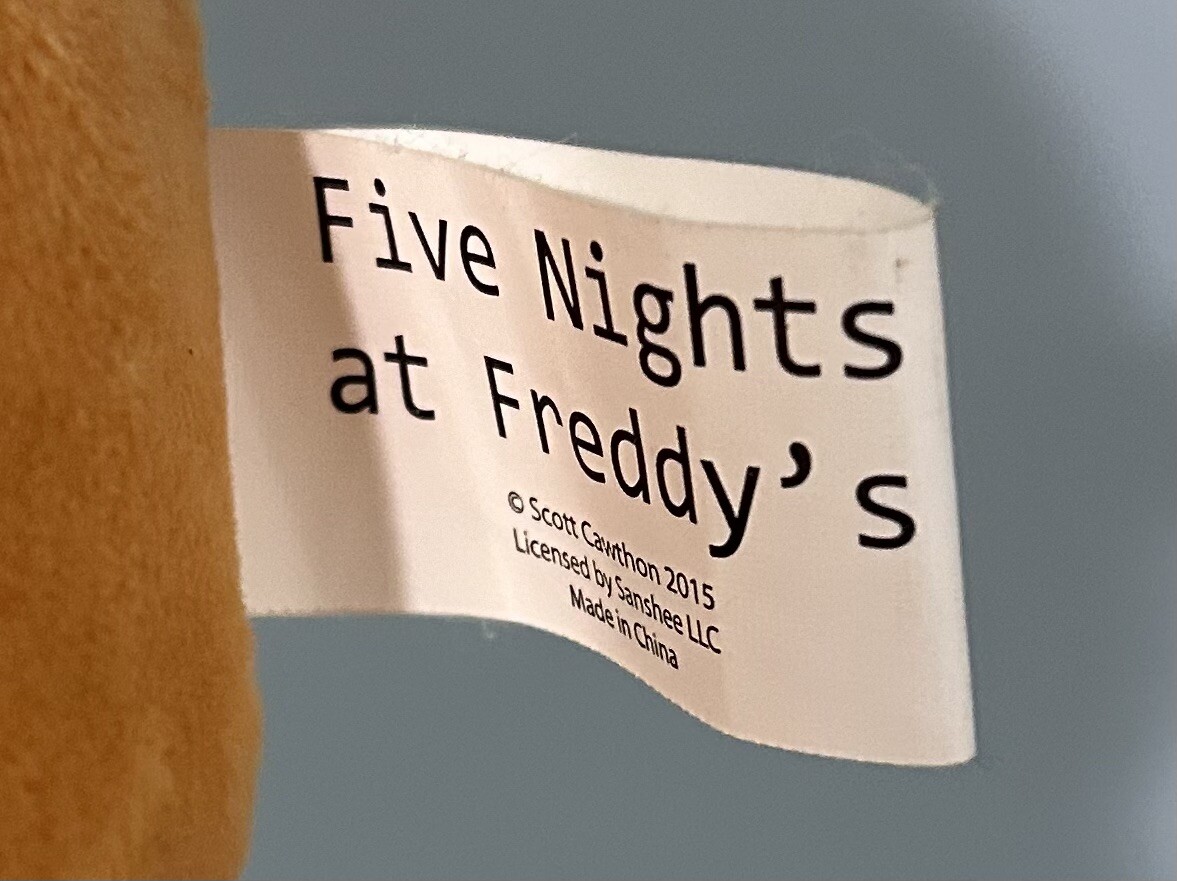 Five Nights
at Freddy’s
© Scott Cawthon 2015
Licensed by Sanshee LLC
Made in China